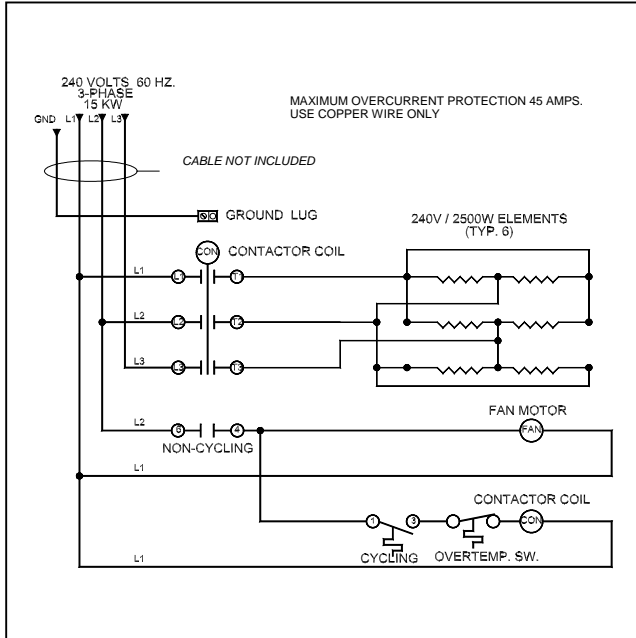 240 VOLTS 60 HZ.
3-PHASE
15 KW
GND L1 L2 L3
MAXIMUM OVERCURRENT PROTECTION 45 AMPS.
USE COPPER WIRE ONLY
CABLE NOT INCLUDED
GROUND LUG
240V / 2500W ELEMENTS
(TYP. 6)
CON CONTACTOR COIL
L1 L1 T1
L2 L2 T2
L3 L3 T3
FAN MOTOR
L2 6 4 FAN
NON-CYCLING
L1
CONTACTOR COIL
1 3 CON
CYCLING OVERTEMP. SW.
L1